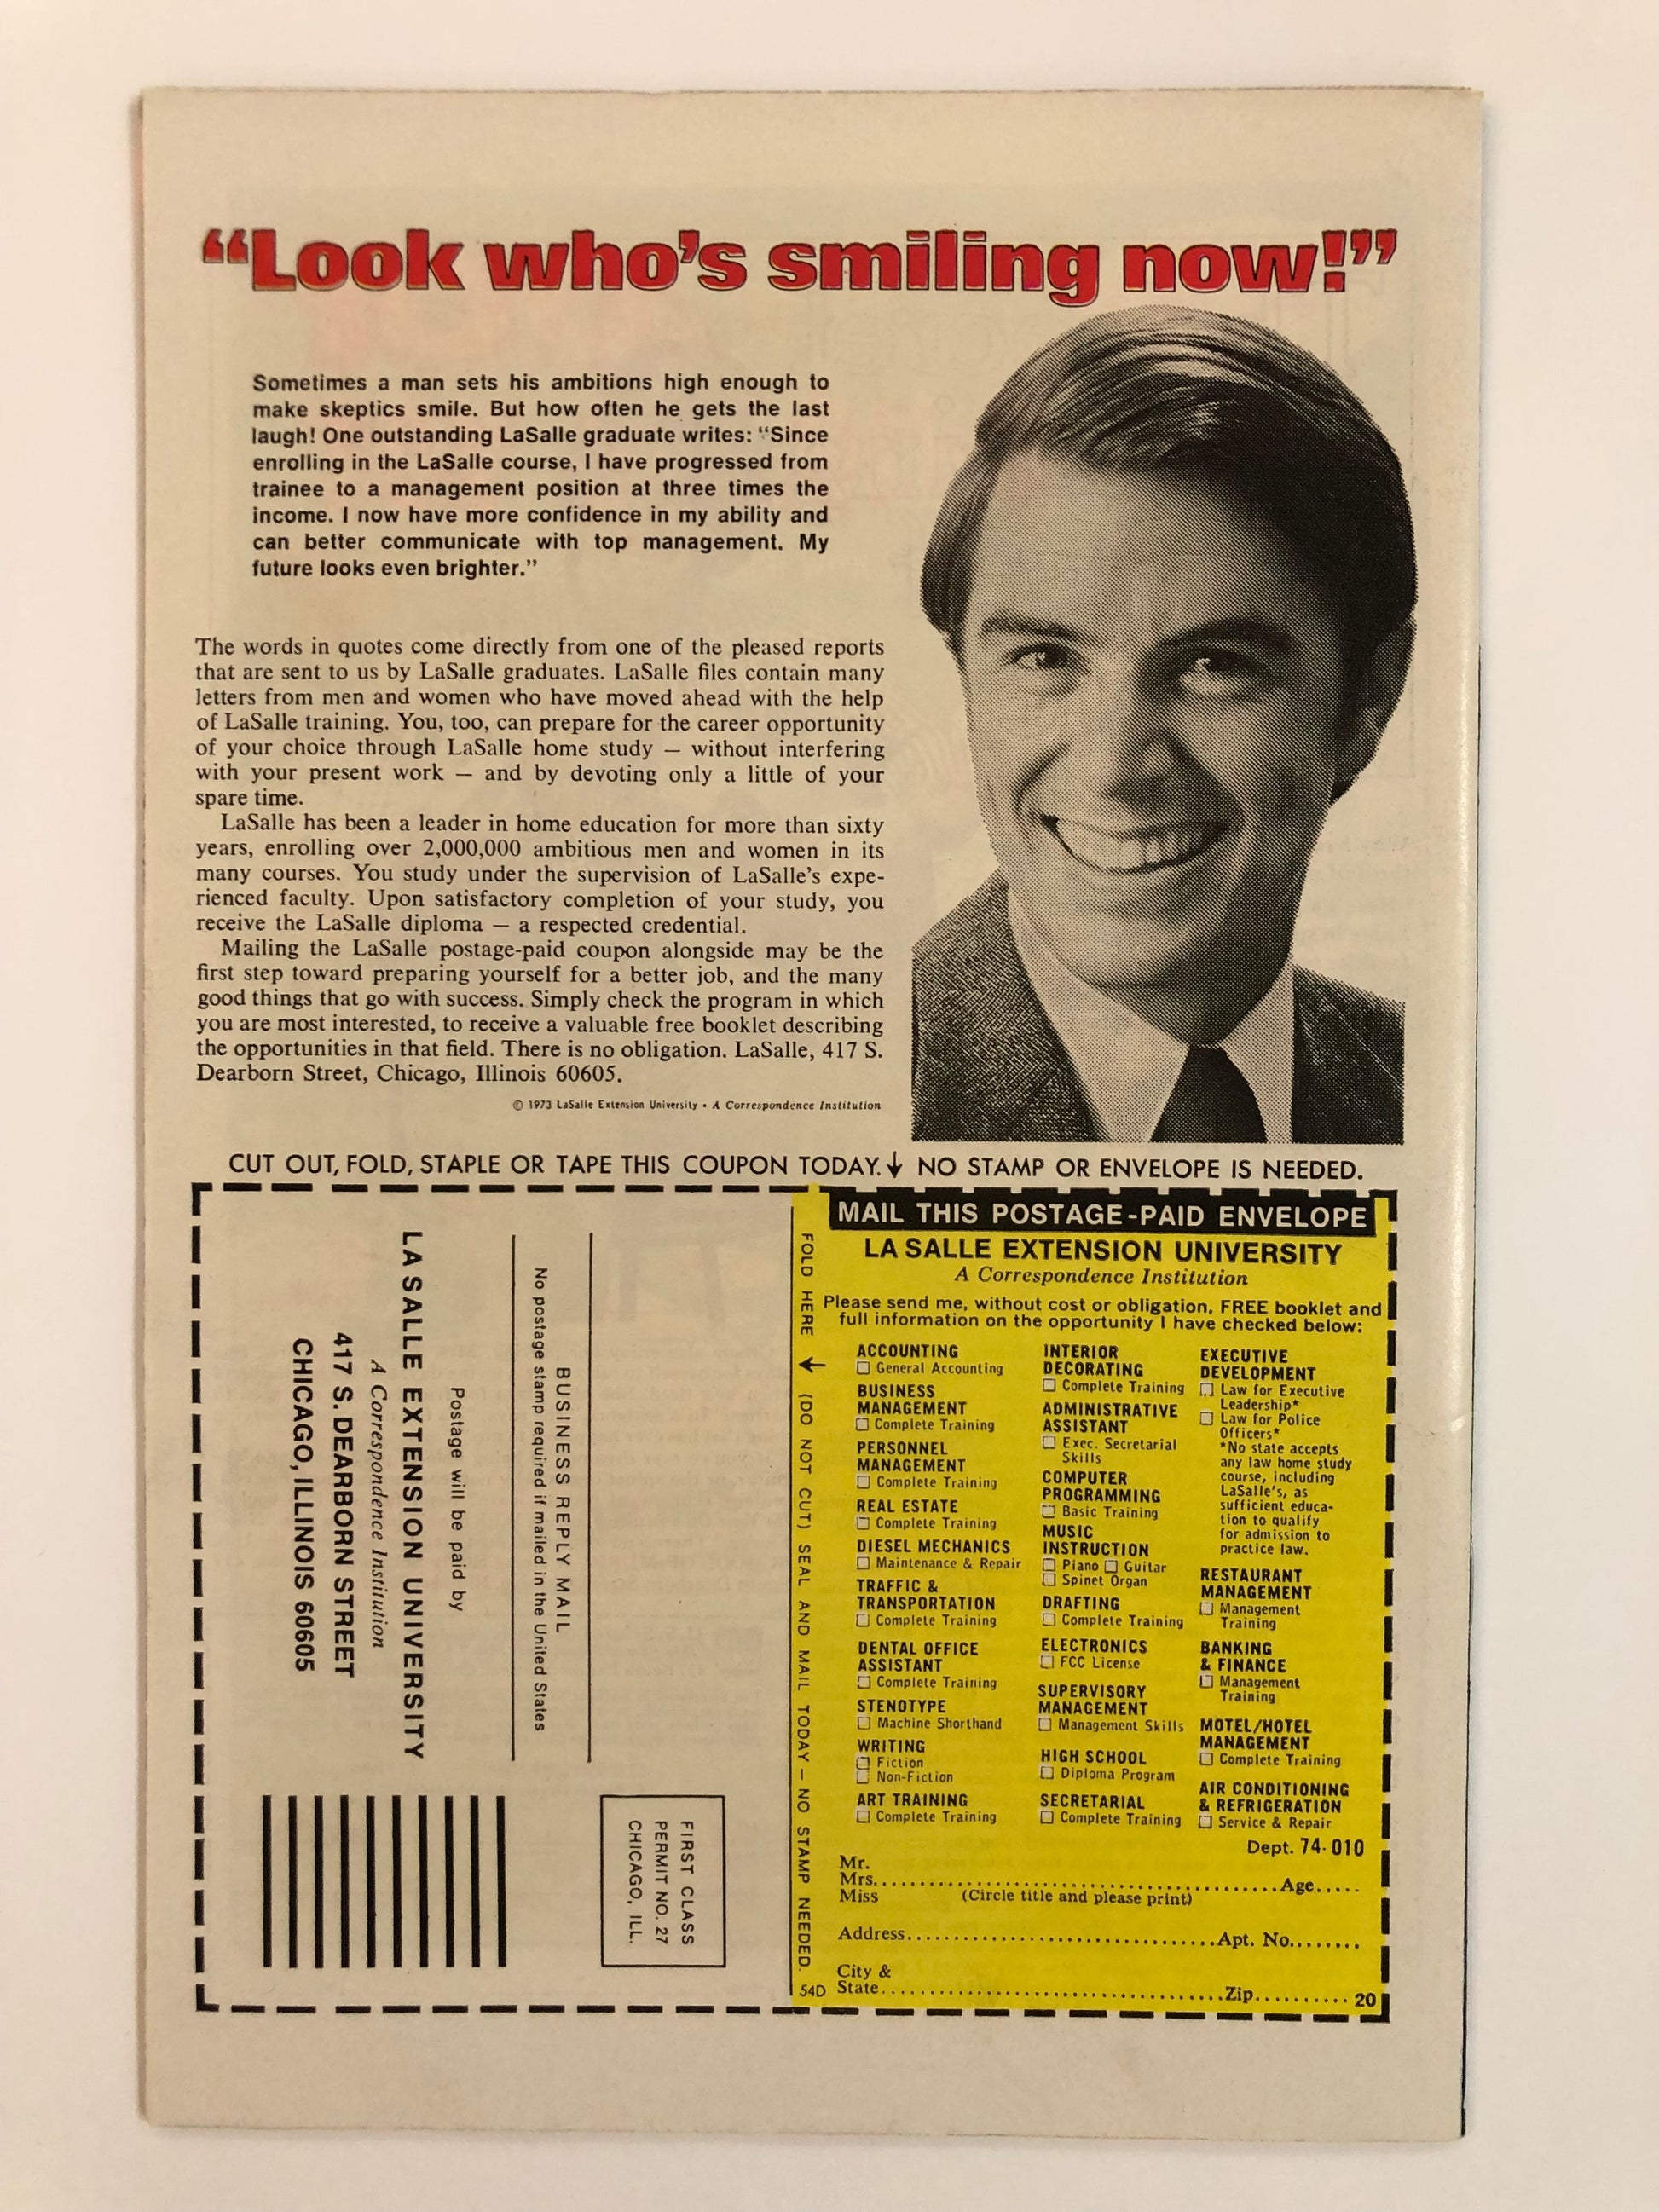 “Look who’s smiling now!”
Sometimes a man sets his ambitions high enough to
make skeptics smile. But how often he gets the last
laugh! One outstanding LaSalle graduate writes: “Since
enrolling in the LaSalle course, I have progressed from
trainee to a management position at three times the
income. I now have more confidence in my ability and
can better communicate with top management. My
future looks even brighter.”
The words in quotes come directly from one of the pleased reports
that are sent to us by LaSalle graduates. LaSalle files contain many
letters from men and women who have moved ahead with the help
of LaSalle training. You, too, can prepare for the career opportunity
of your choice through LaSalle home study — without interfering
with your present work — and by devoting only a little of your
spare time.
LaSalle has been a leader in home education for more than sixty
years, enrolling over 2,000,000 ambitious men and women in its
many courses. You study under the supervision of LaSalle’s expe-
rienced faculty. Upon satisfactory completion of your study, you
receive the LaSalle diploma — a respected credential.
Mailing the LaSalle postage-paid coupon alongside may be the
first step toward preparing yourself for a better job, and the many
good things that go with success. Simply check the program in which
you are most interested, to receive a valuable free booklet describing
the opportunities in that field. There is no obligation. LaSalle, 417 S.
Dearborn Street, Chicago, Illinois 60605.
© 1973 LaSalle Extension University • A Correspondence Institution
CUT OUT, FOLD, STAPLE OR TAPE THIS COUPON TODAY.↓ NO STAMP OR ENVELOPE IS NEEDED.
FIRST CLASS
PERMIT NO. 27
CHICAGO, ILL.
BUSINESS REPLY MAIL
No postage stamp required if mailed in the United States
Postage will be paid by
LA SALLE EXTENSION UNIVERSITY
A Correspondence Institution
417 S. DEARBORN STREET
CHICAGO, ILLINOIS 60605
FOLD HERE ↓ (DO NOT CUT) SEAL AND MAIL TODAY — NO STAMP NEEDED.
54D
MAIL THIS POSTAGE-PAID ENVELOPE
LA SALLE EXTENSION UNIVERSITY
A Correspondence Institution
Please send me, without cost or obligation, FREE booklet and
full information on the opportunity I have checked below:
ACCOUNTING
☐ General Accounting
BUSINESS
MANAGEMENT
☐ Complete Training
PERSONNEL
MANAGEMENT
☐ Complete Training
REAL ESTATE
☐ Complete Training
DIESEL MECHANICS
☐ Maintenance & Repair
TRAFFIC &
TRANSPORTATION
☐ Complete Training
DENTAL OFFICE
ASSISTANT
☐ Complete Training
STENOTYPE
☐ Machine Shorthand
WRITING
☐ Fiction
☐ Non-Fiction
ART TRAINING
☐ Complete Training
INTERIOR
DECORATING
☐ Complete Training
ADMINISTRATIVE
ASSISTANT
☐ Exec. Secretarial
Skills
COMPUTER
PROGRAMMING
☐ Basic Training
MUSIC
INSTRUCTION
☐ Piano ☐ Guitar
☐ Spinet Organ
DRAFTING
☐ Complete Training
ELECTRONICS
☐ FCC License
SUPERVISORY
MANAGEMENT
☐ Management Skills
HIGH SCHOOL
☐ Diploma Program
SECRETARIAL
☐ Complete Training
EXECUTIVE
DEVELOPMENT
☐ Law for Executive
Leadership*
☐ Law for Police
Officers*
*No state accepts
any law home study
course, including
LaSalle’s, as
sufficient educa-
tion to qualify
for admission to
practice law.
RESTAURANT
MANAGEMENT
☐ Management
Training
BANKING
& FINANCE
☐ Management
Training
MOTEL/HOTEL
MANAGEMENT
☐ Complete Training
AIR CONDITIONING
& REFRIGERATION
☐ Service & Repair
Dept. 74-010
Mr.
Mrs. ........................................ Age.....
Miss (Circle title and please print)
Address................................ Apt. No........
City &
State.................................. Zip.......... 20